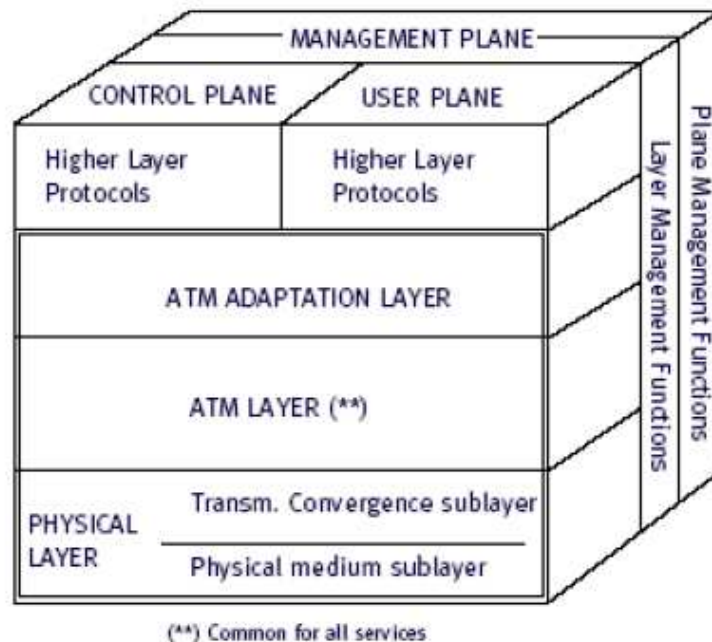 MANAGEMENT PLANE
CONTROL PLANE
USER PLANE
Higher Layer
Protocols
Higher Layer
Protocols
ATM ADAPTATION LAYER
ATM LAYER (**)
PHYSICAL
LAYER
Transm. Convergence sublayer
Physical medium sublayer
Layer Management Functions
Plane Management Functions
(**) Common for all services